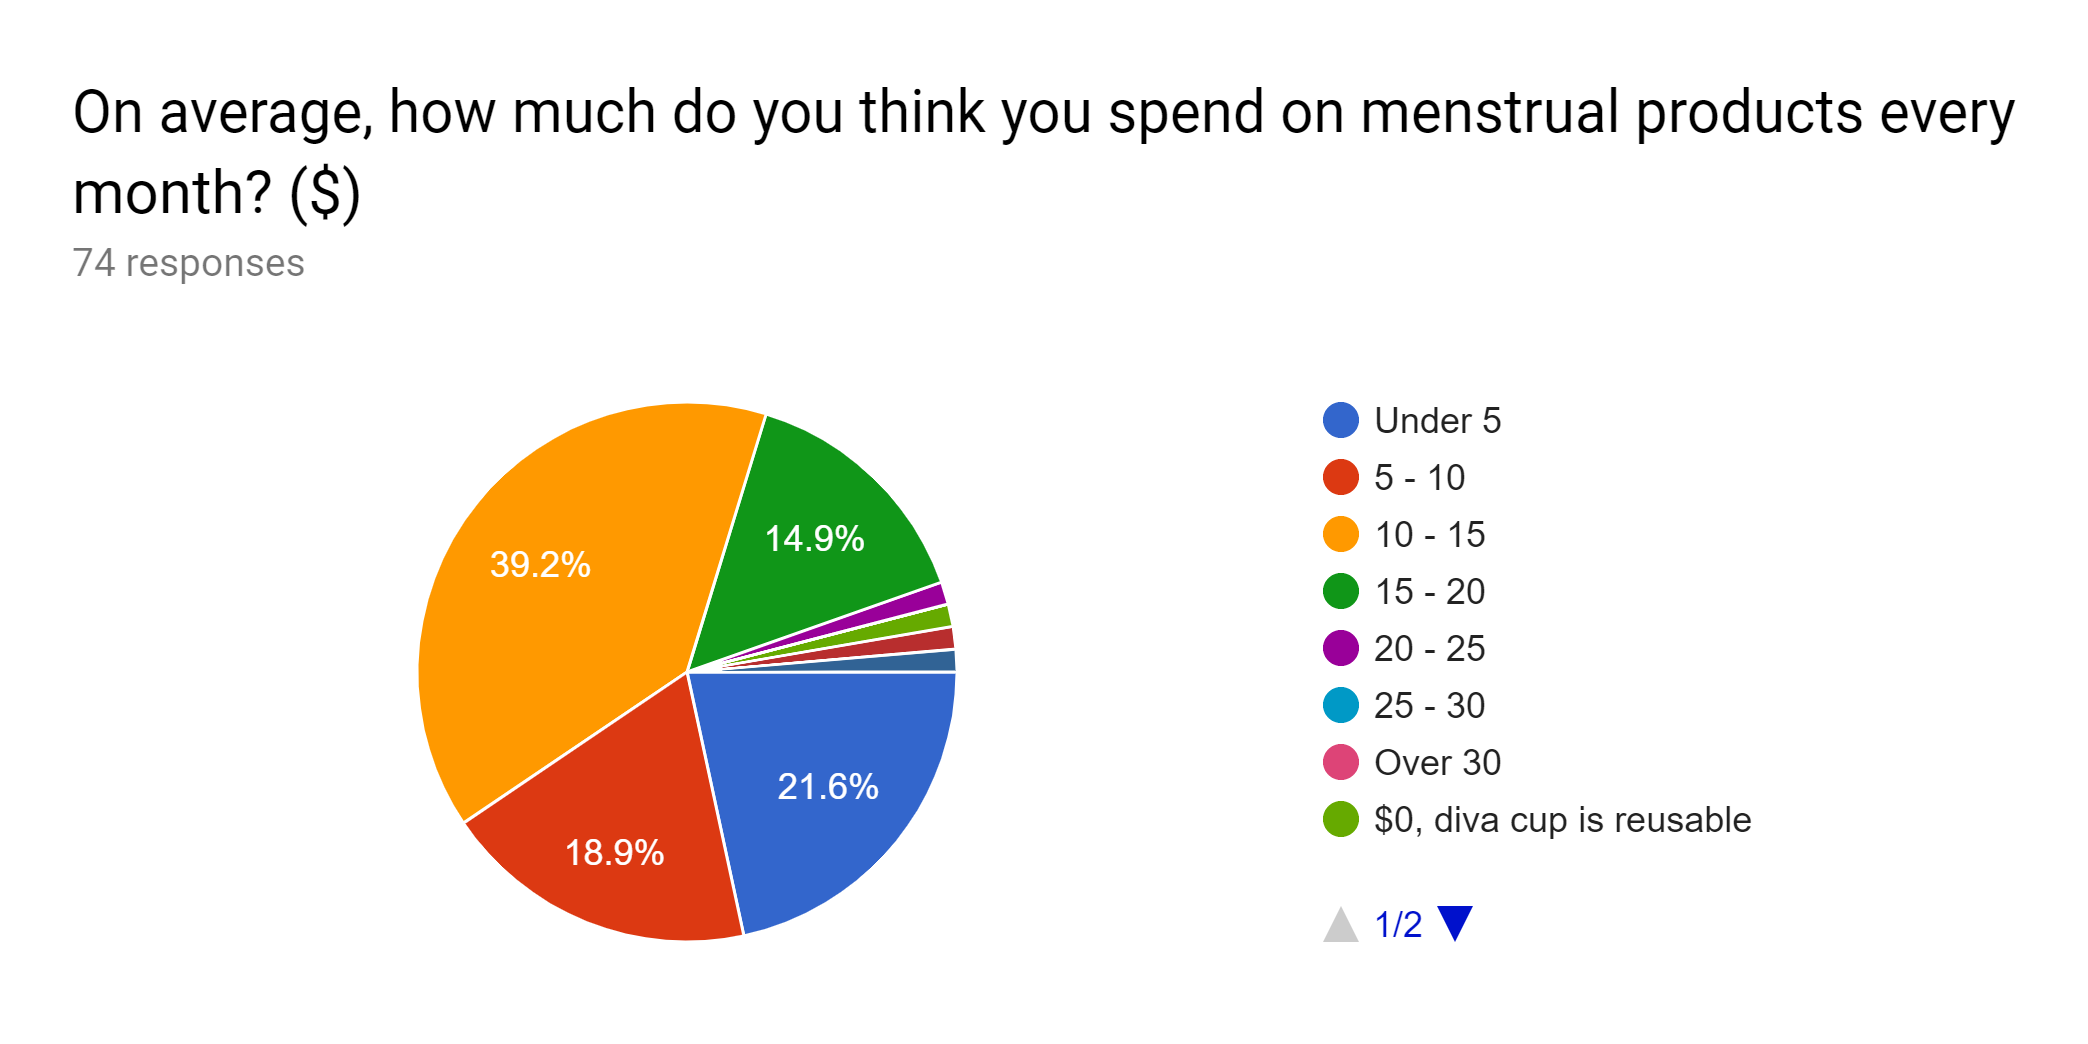 On average, how much do you think you spend on menstrual products every
month? ($)
74 responses
39.2%
14.9%
21.6%
18.9%
Under 5
5 - 10
10 - 15
15 - 20
20 - 25
25 - 30
Over 30
$0, diva cup is reusable
1/2